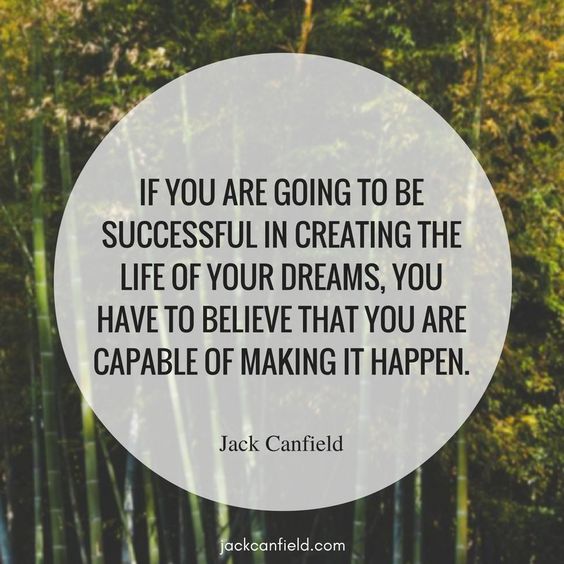 IF YOU ARE GOING TO BE
SUCCESSFUL IN CREATING THE
LIFE OF YOUR DREAMS, YOU
HAVE TO BELIEVE THAT YOU ARE
CAPABLE OF MAKING IT HAPPEN.
Jack Canfield
jackcanfield.com